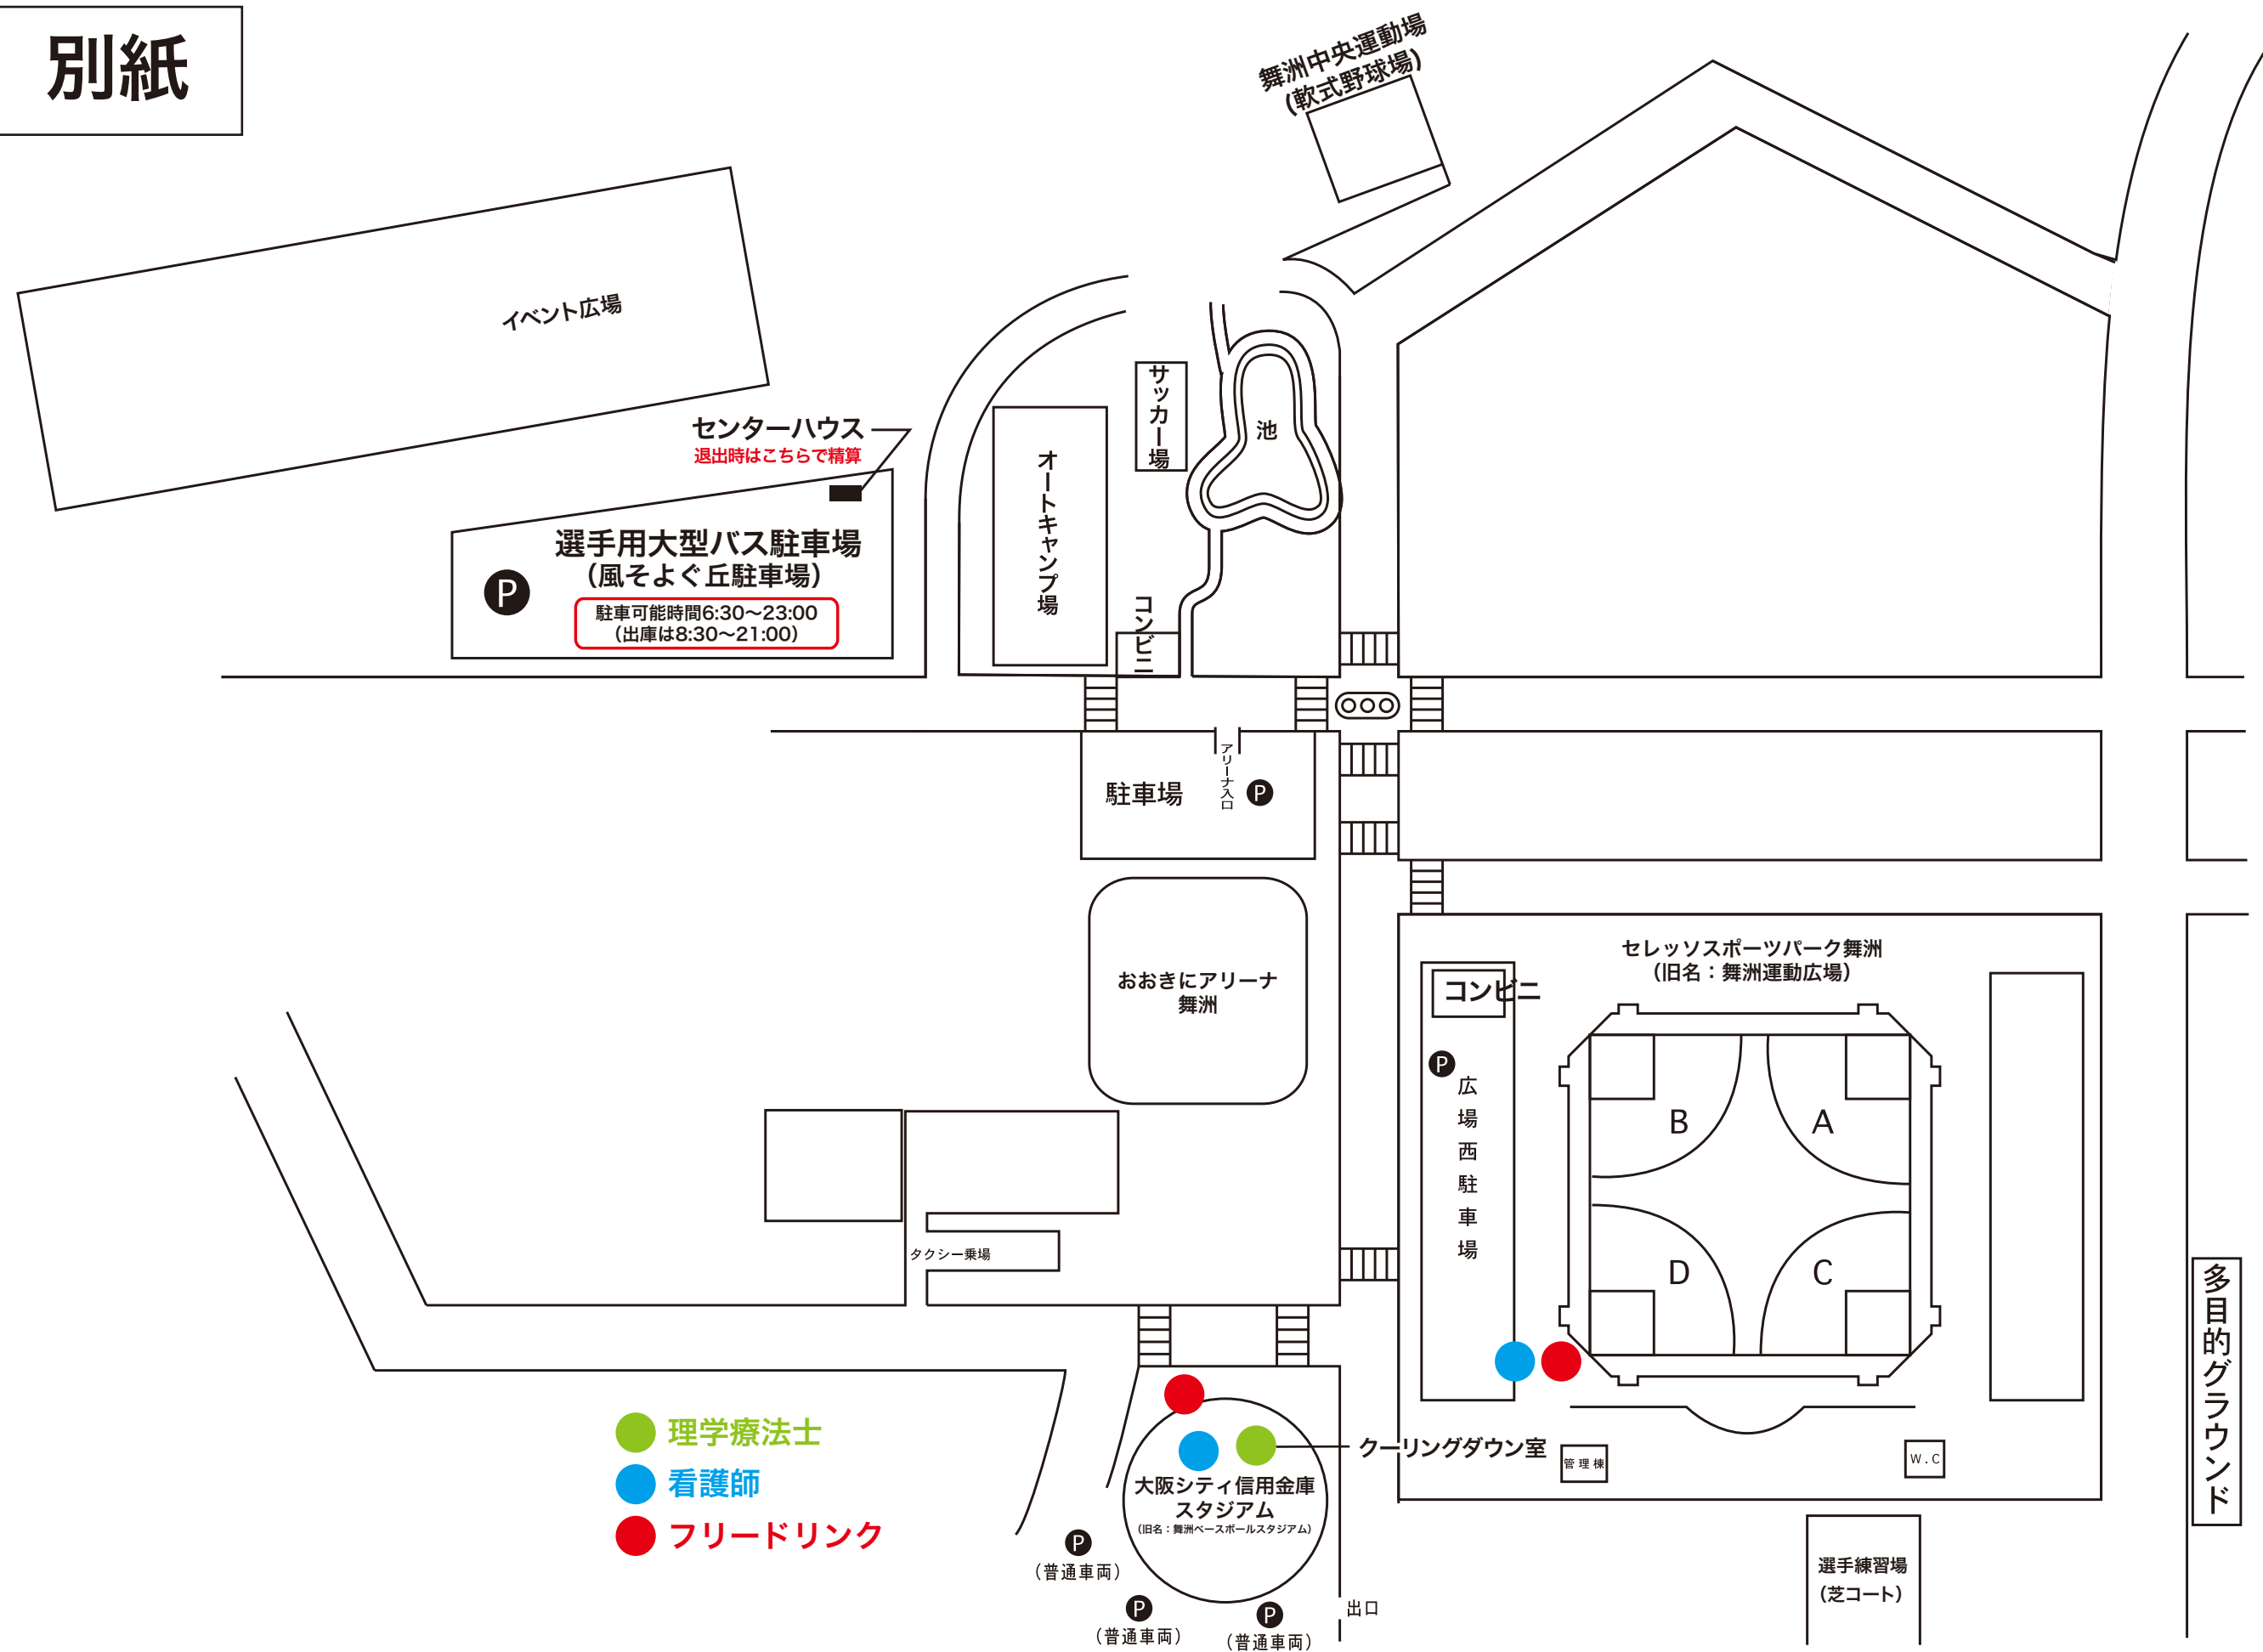 別紙
舞洲中央運動場
（軟式野球場）
イベント広場
センターハウス
退出時はこちらで精算
選手用大型バス駐車場
（風そよぐ丘駐車場）
P
駐車可能時間6:30〜23:00
（出庫は8:30〜21:00）
オートキャンプ場
サッカー場
池
コンビニ
駐車場
アリーナ入口
P
おおきにアリーナ
舞洲
セレッソスポーツパーク舞洲
（旧名：舞洲運動広場）
コンビニ
P
広場西駐車場
B
A
D
C
タクシー乗場
多目的グラウンド
理学療法士
看護師
フリードリンク
クーリングダウン室
大阪シティ信用金庫
スタジアム
（旧名：舞洲ベースボールスタジアム）
管理棟
W.C
P
（普通車両）
P
（普通車両）
P
（普通車両）
出口
選手練習場
（芝コート）